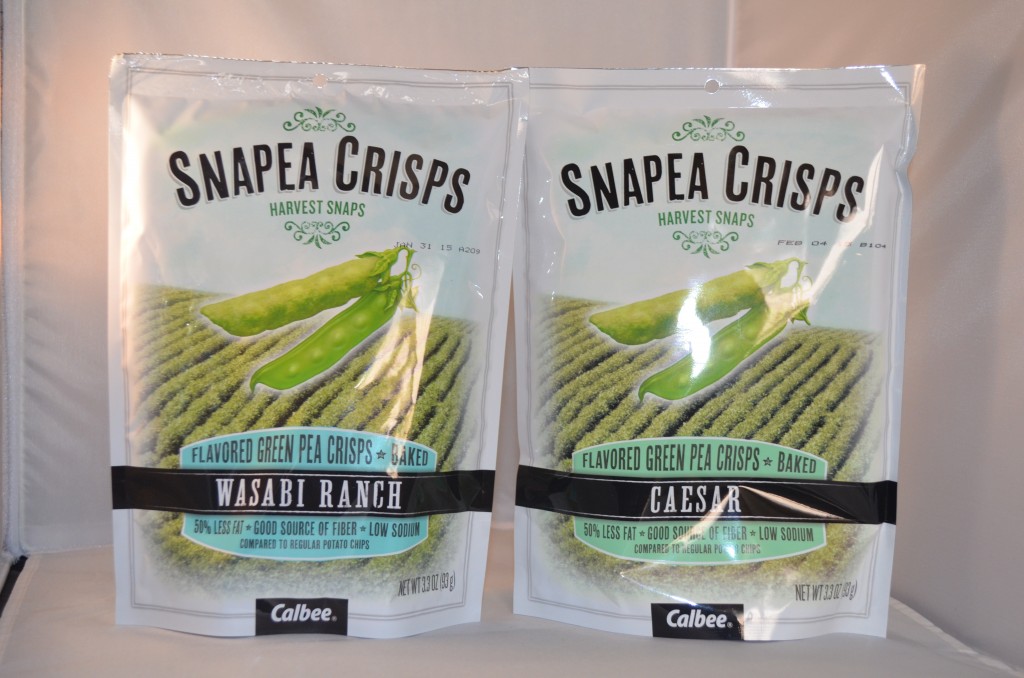 SNAPEA CRISPS
HARVEST SNAPS
JAN 31 15 A209
FLAVORED GREEN PEA CRISPS * BAKED
WASABI RANCH
50% LESS FAT * GOOD SOURCE OF FIBER * LOW SODIUM
COMPARED TO REGULAR POTATO CHIPS
NET WT 3.3 OZ (93 g)
Calbee®
SNAPEA CRISPS
HARVEST SNAPS
FEB 04 B104
FLAVORED GREEN PEA CRISPS * BAKED
CAESAR
50% LESS FAT * GOOD SOURCE OF FIBER * LOW SODIUM
COMPARED TO REGULAR POTATO CHIPS
NET WT 3.3 OZ (93 g)
Calbee®